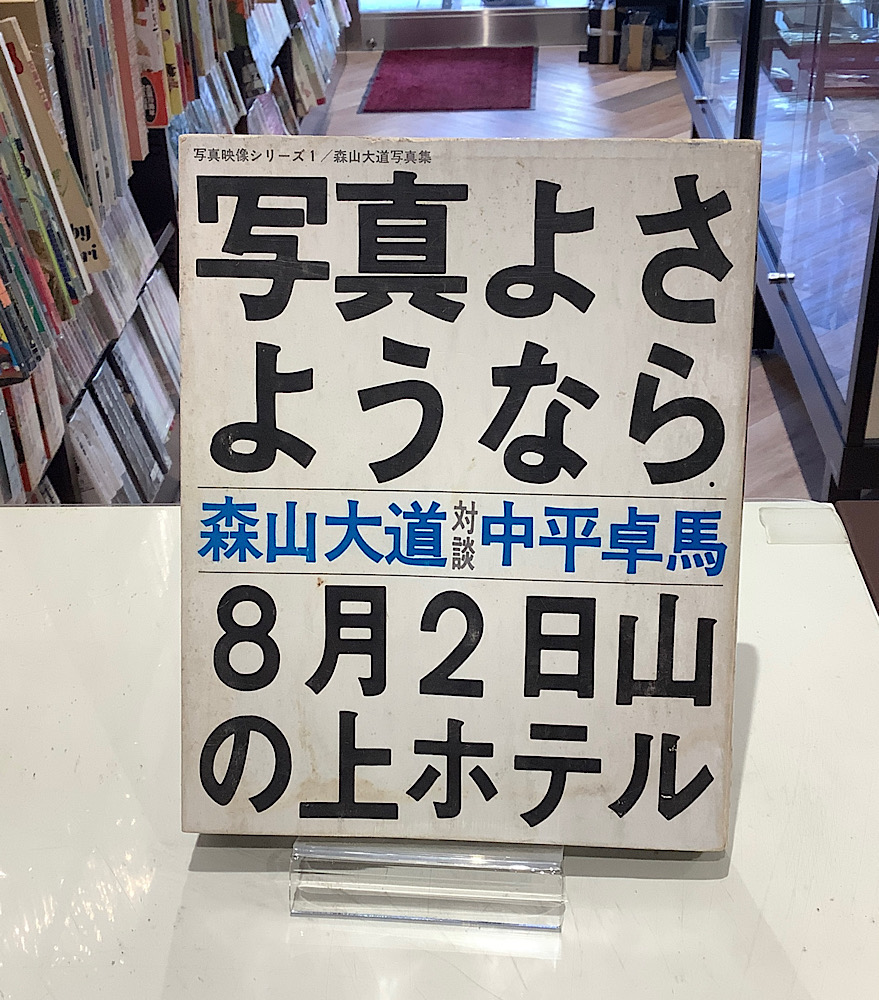 写真映像シリーズ1／森山大道写真集
写真よさ
ようなら.
森山大道 対談 中平卓馬
8月2日山
の上ホテル